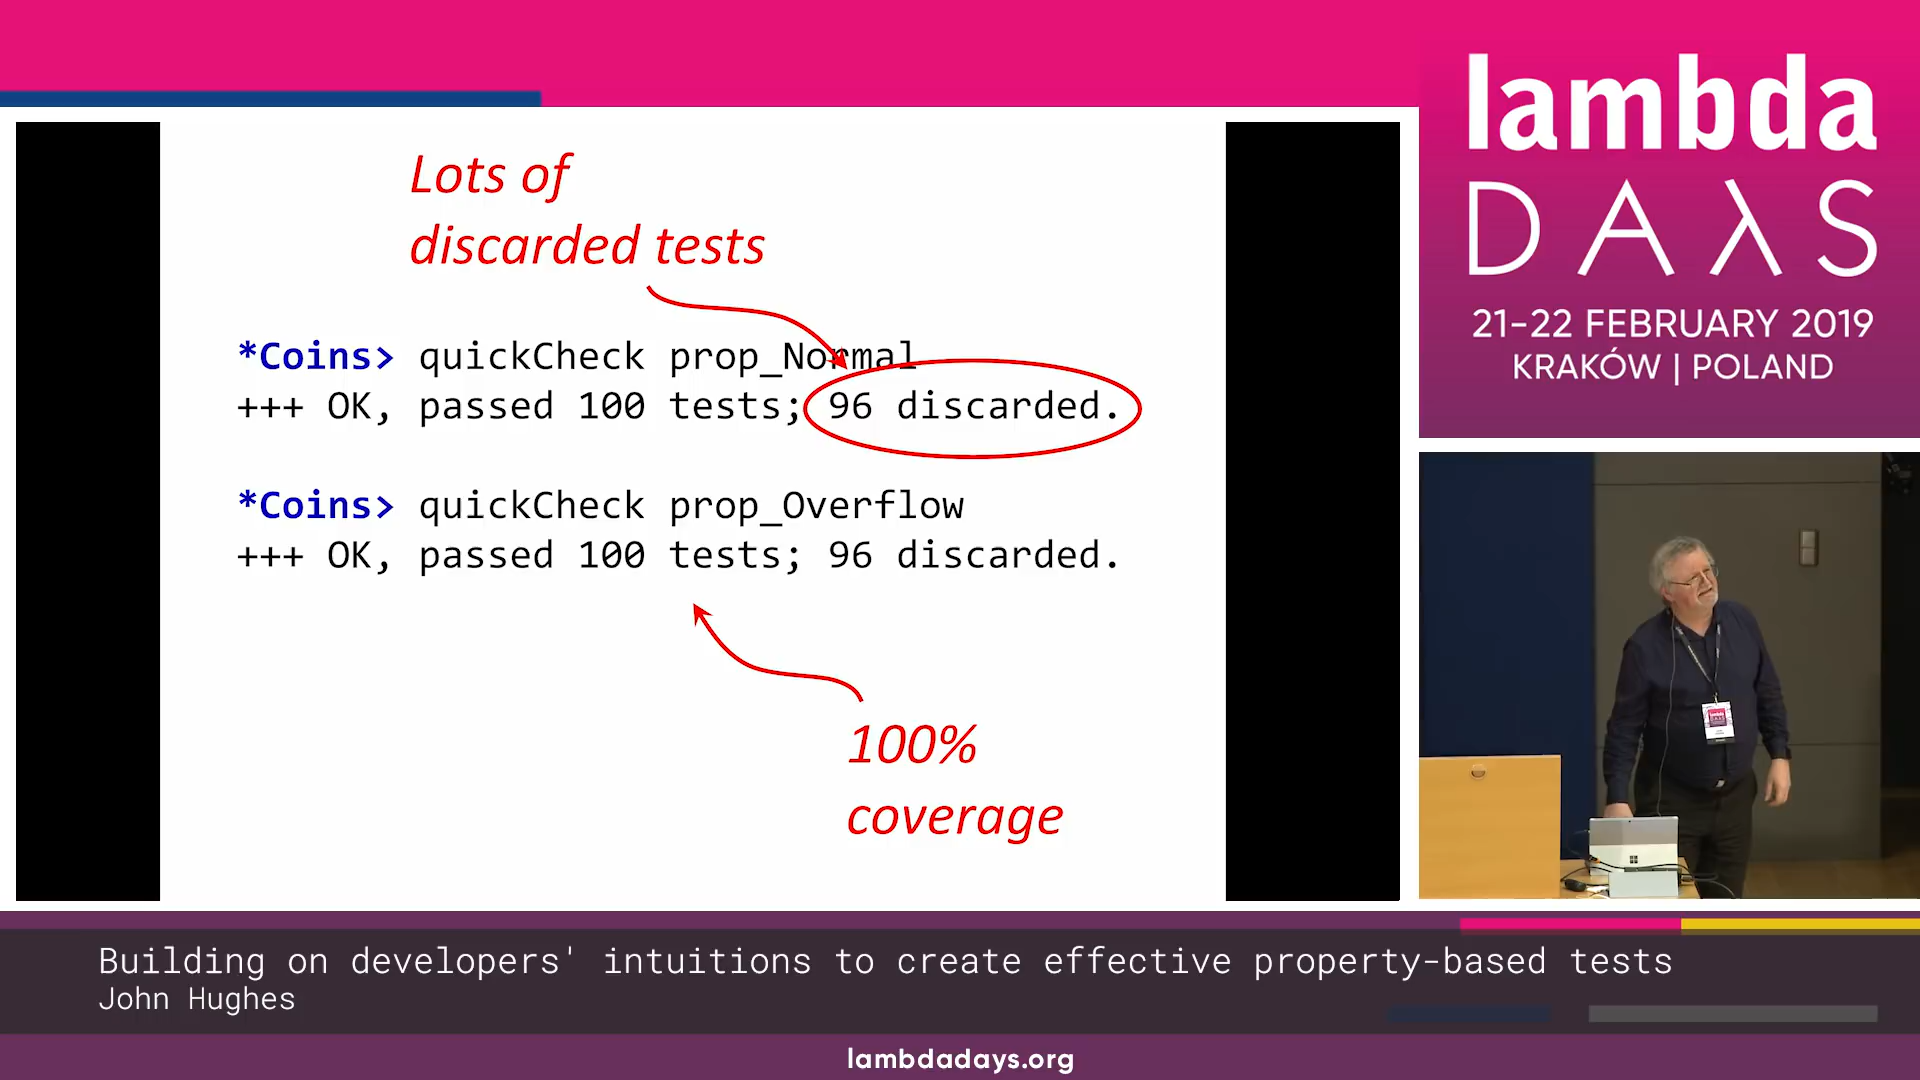 lambda
DAλS
21-22 FEBRUARY 2019
KRAKÓW | POLAND
Lots of
discarded tests
*Coins> quickCheck prop_Normal
+++ OK, passed 100 tests; 96 discarded.
*Coins> quickCheck prop_Overflow
+++ OK, passed 100 tests; 96 discarded.
100%
coverage
Building on developers' intuitions to create effective property-based tests
John Hughes
lambdadays.org